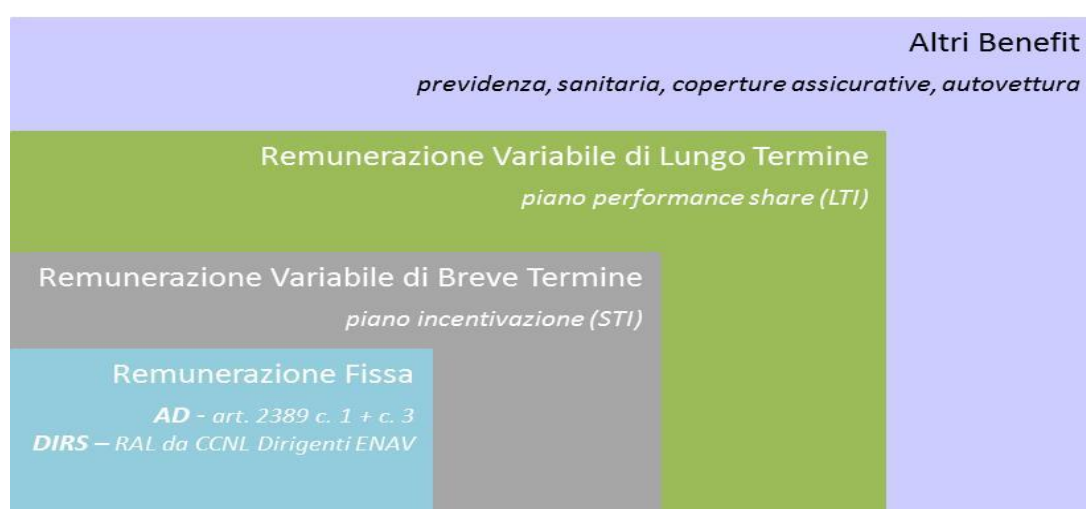 Altri Benefit
previdenza, sanitaria, coperture assicurative, autovettura
Remunerazione Variabile di Lungo Termine
piano performance share (LTI)
Remunerazione Variabile di Breve Termine
piano incentivazione (STI)
Remunerazione Fissa
AD - art. 2389 c. 1 + c. 3
DIRS – RAL da CCNL Dirigenti ENAV